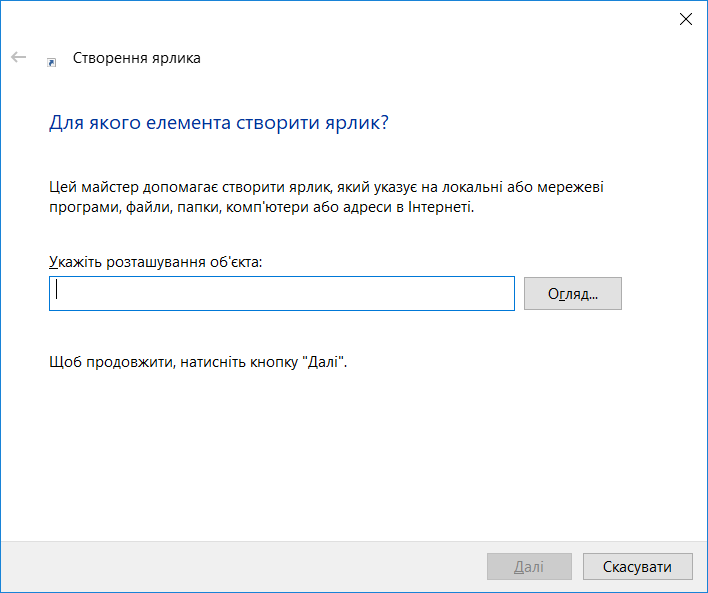 Створення ярлика
Для якого елемента створити ярлик?
Цей майстер допомагає створити ярлик, який указує на локальні або мережеві
програми, файли, папки, комп'ютери або адреси в Інтернеті.
Укажіть розташування об'єкта:
Огляд...
Щоб продовжити, натисніть кнопку "Далі".
Далі
Скасувати